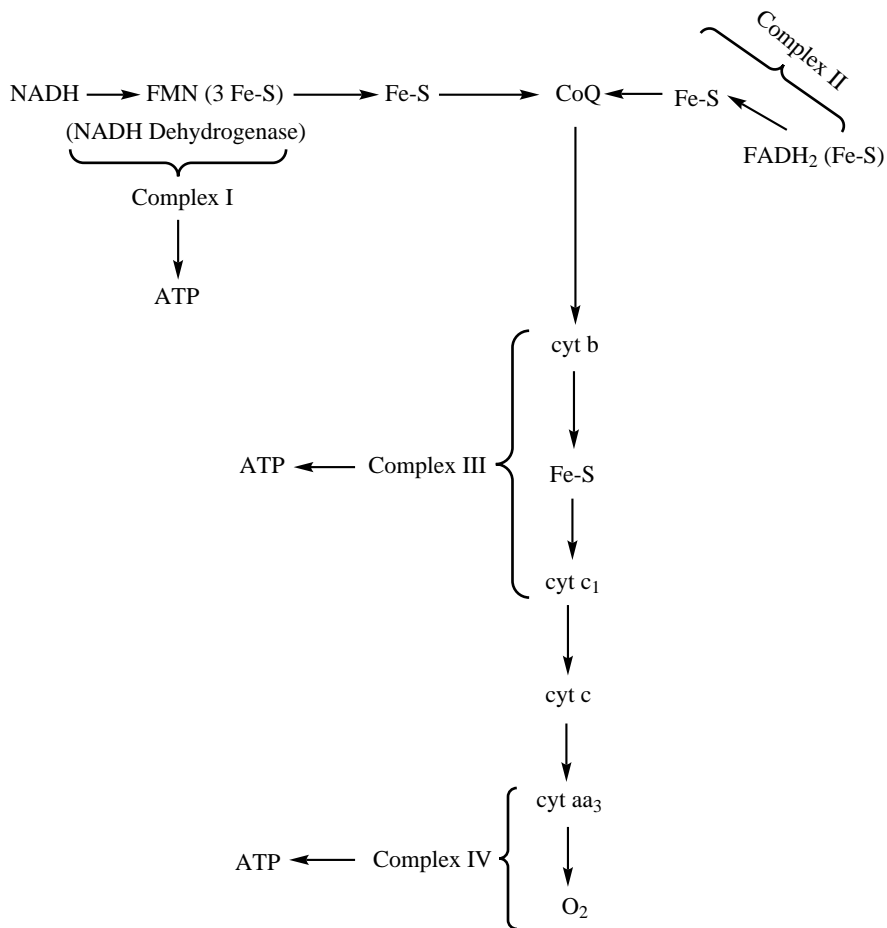 Complex II
NADH FMN (3 Fe-S) Fe-S CoQ Fe-S
(NADH Dehydrogenase)
FADH₂ (Fe-S)
Complex I
ATP
cyt b
ATP Complex III Fe-S
cyt c₁
cyt c
cyt aa₃
ATP Complex IV
O₂